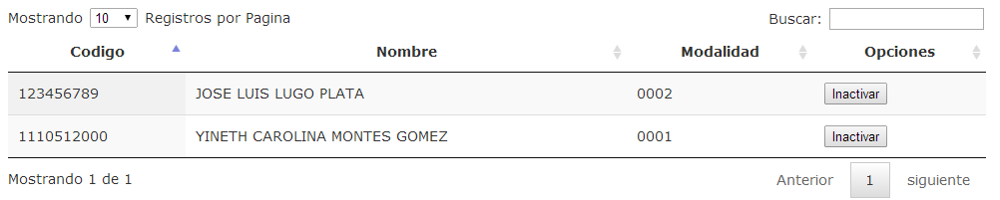 Mostrando 10 Registros por Pagina Buscar:
Codigo Nombre Modalidad Opciones
123456789 JOSE LUIS LUGO PLATA 0002 Inactivar
1110512000 YINETH CAROLINA MONTES GOMEZ 0001 Inactivar
Mostrando 1 de 1 Anterior 1 siguiente